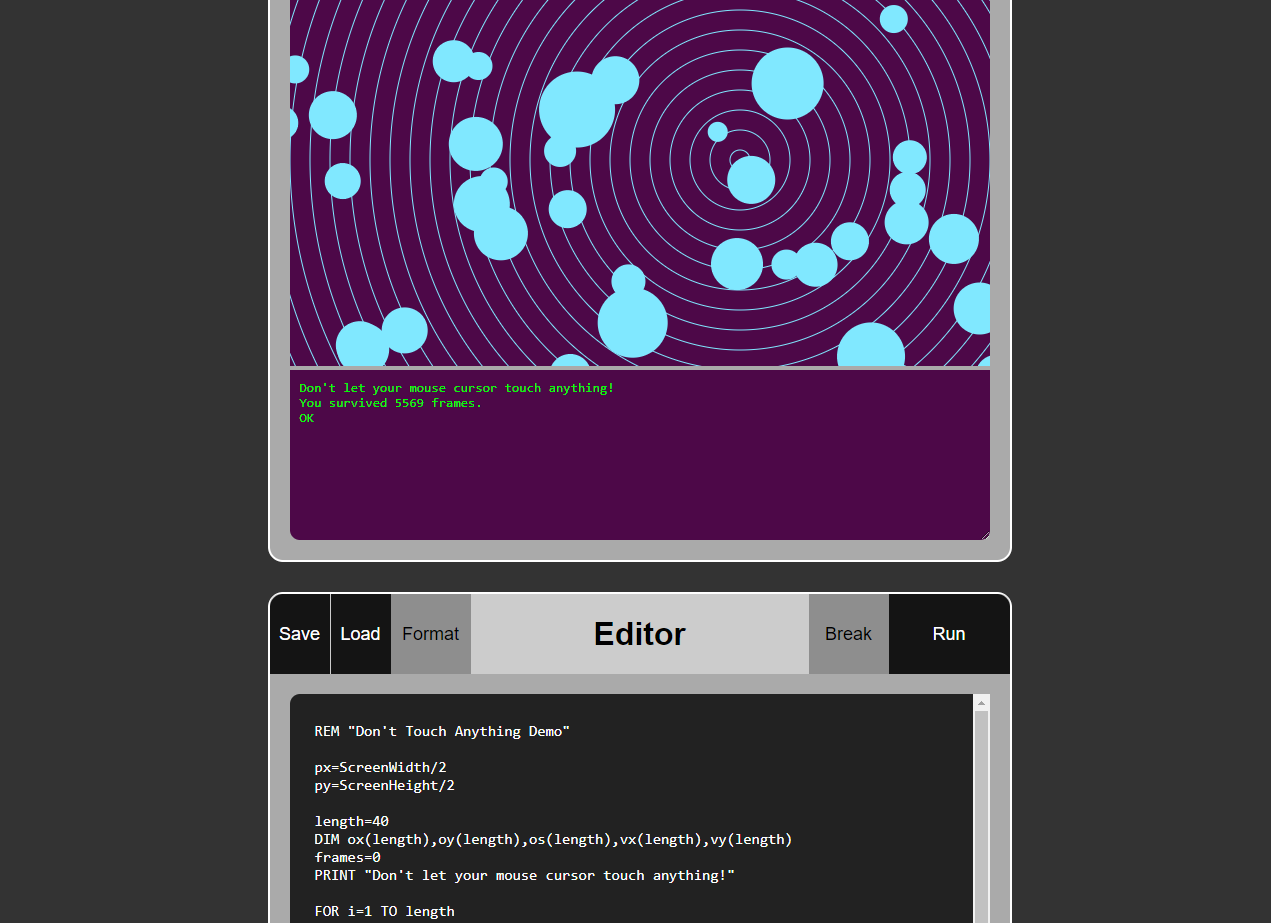 Don't let your mouse cursor touch anything!
You survived 5569 frames.
OK
Save Load Format Editor Break Run
REM "Don't Touch Anything Demo"
px=ScreenWidth/2
py=ScreenHeight/2
length=40
DIM ox(length),oy(length),os(length),vx(length),vy(length)
frames=0
PRINT "Don't let your mouse cursor touch anything!"
FOR i=1 TO length